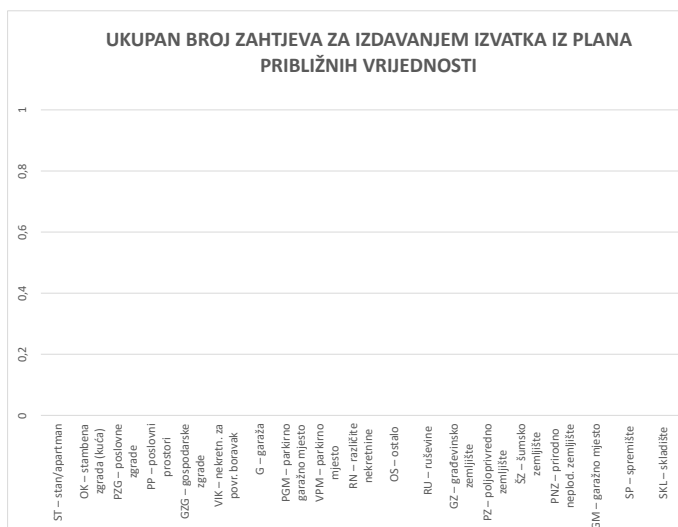 UKUPAN BROJ ZAHTJEVA ZA IZDAVANJEM IZVATKA IZ PLANA
PRIBLIŽNIH VRIJEDNOSTI
1
0,8
0,6
0,4
0,2
0
ST – stan/apartman
OK – stambena
zgrada (kuća)
PZG – poslovne
zgrade
PP – poslovni
prostori
GZG – gospodarske
zgrade
VIK – nekretn. za
povr. boravak
G – garaža
PGM – parkirno
garažno mjesto
VPM – parkirno
mjesto
RN – različite
nekretnine
OS – ostalo
RU – ruševine
GZ – građevinsko
zemljište
PZ – poljoprivredno
zemljište
ŠZ – šumsko
zemljište
PNZ – prirodno
neplod. zemljište
GM – garažno mjesto
SP – spremište
SKL – skladište